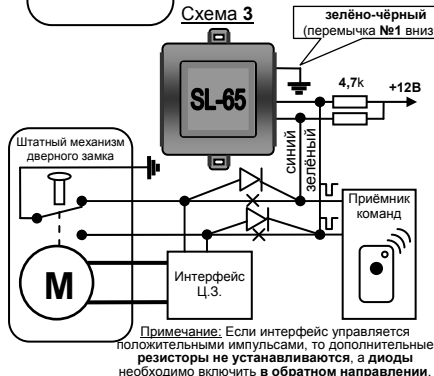 Схема 3
зелёно-чёрный
(перемычка №1 вниз
4,7k
+12В
SL-65
синий
зелёный
Штатный механизм
дверного замка
Приёмник
команд
М
Интерфейс
Ц.З.
Примечание: Если интерфейс управляется
положительными импульсами, то дополнительные
резисторы не устанавливаются, а диоды
необходимо включить в обратном направлении.